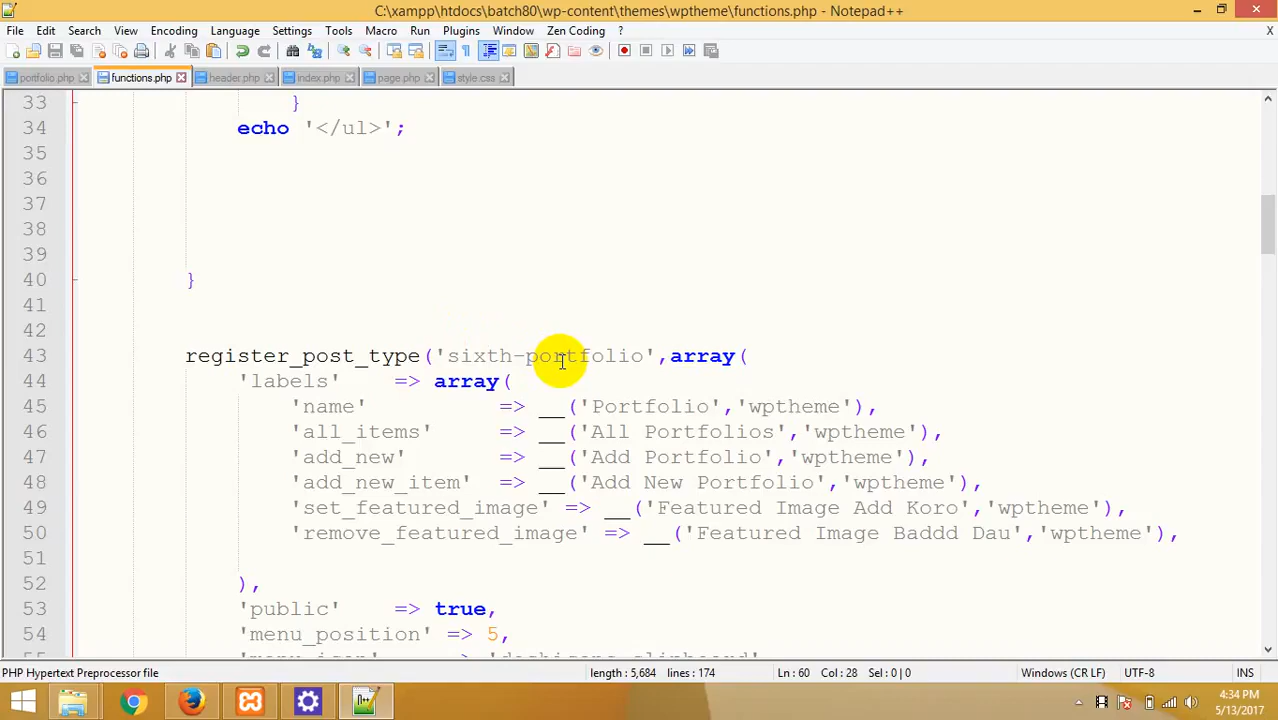 C:\xampp\htdocs\batch80\wp-content\themes\wptheme\functions.php - Notepad++
File Edit Search View Encoding Language Settings Tools Macro Run Plugins Window Zen Coding ? X
portfolio.php functions.php header.php index.php page.php style.css
33 }
34 echo '</ul>';
35
36
37
38
39
40 }
41
42
43 register_post_type('sixth-portfolio',array(
44 'labels' => array(
45 'name' => __('Portfolio','wptheme'),
46 'all_items' => __('All Portfolios','wptheme'),
47 'add_new' => __('Add Portfolio','wptheme'),
48 'add_new_item' => __('Add New Portfolio','wptheme'),
49 'set_featured_image' => __('Featured Image Add Koro','wptheme'),
50 'remove_featured_image' => __('Featured Image Baddd Dau','wptheme'),
51
52 ),
53 'public' => true,
54 'menu_position' => 5,
PHP Hypertext Preprocessor file length : 5,684 lines : 174 Ln : 60 Col : 28 Sel : 0 | 0 Windows (CR LF) UTF-8 INS
4:34 PM
5/13/2017